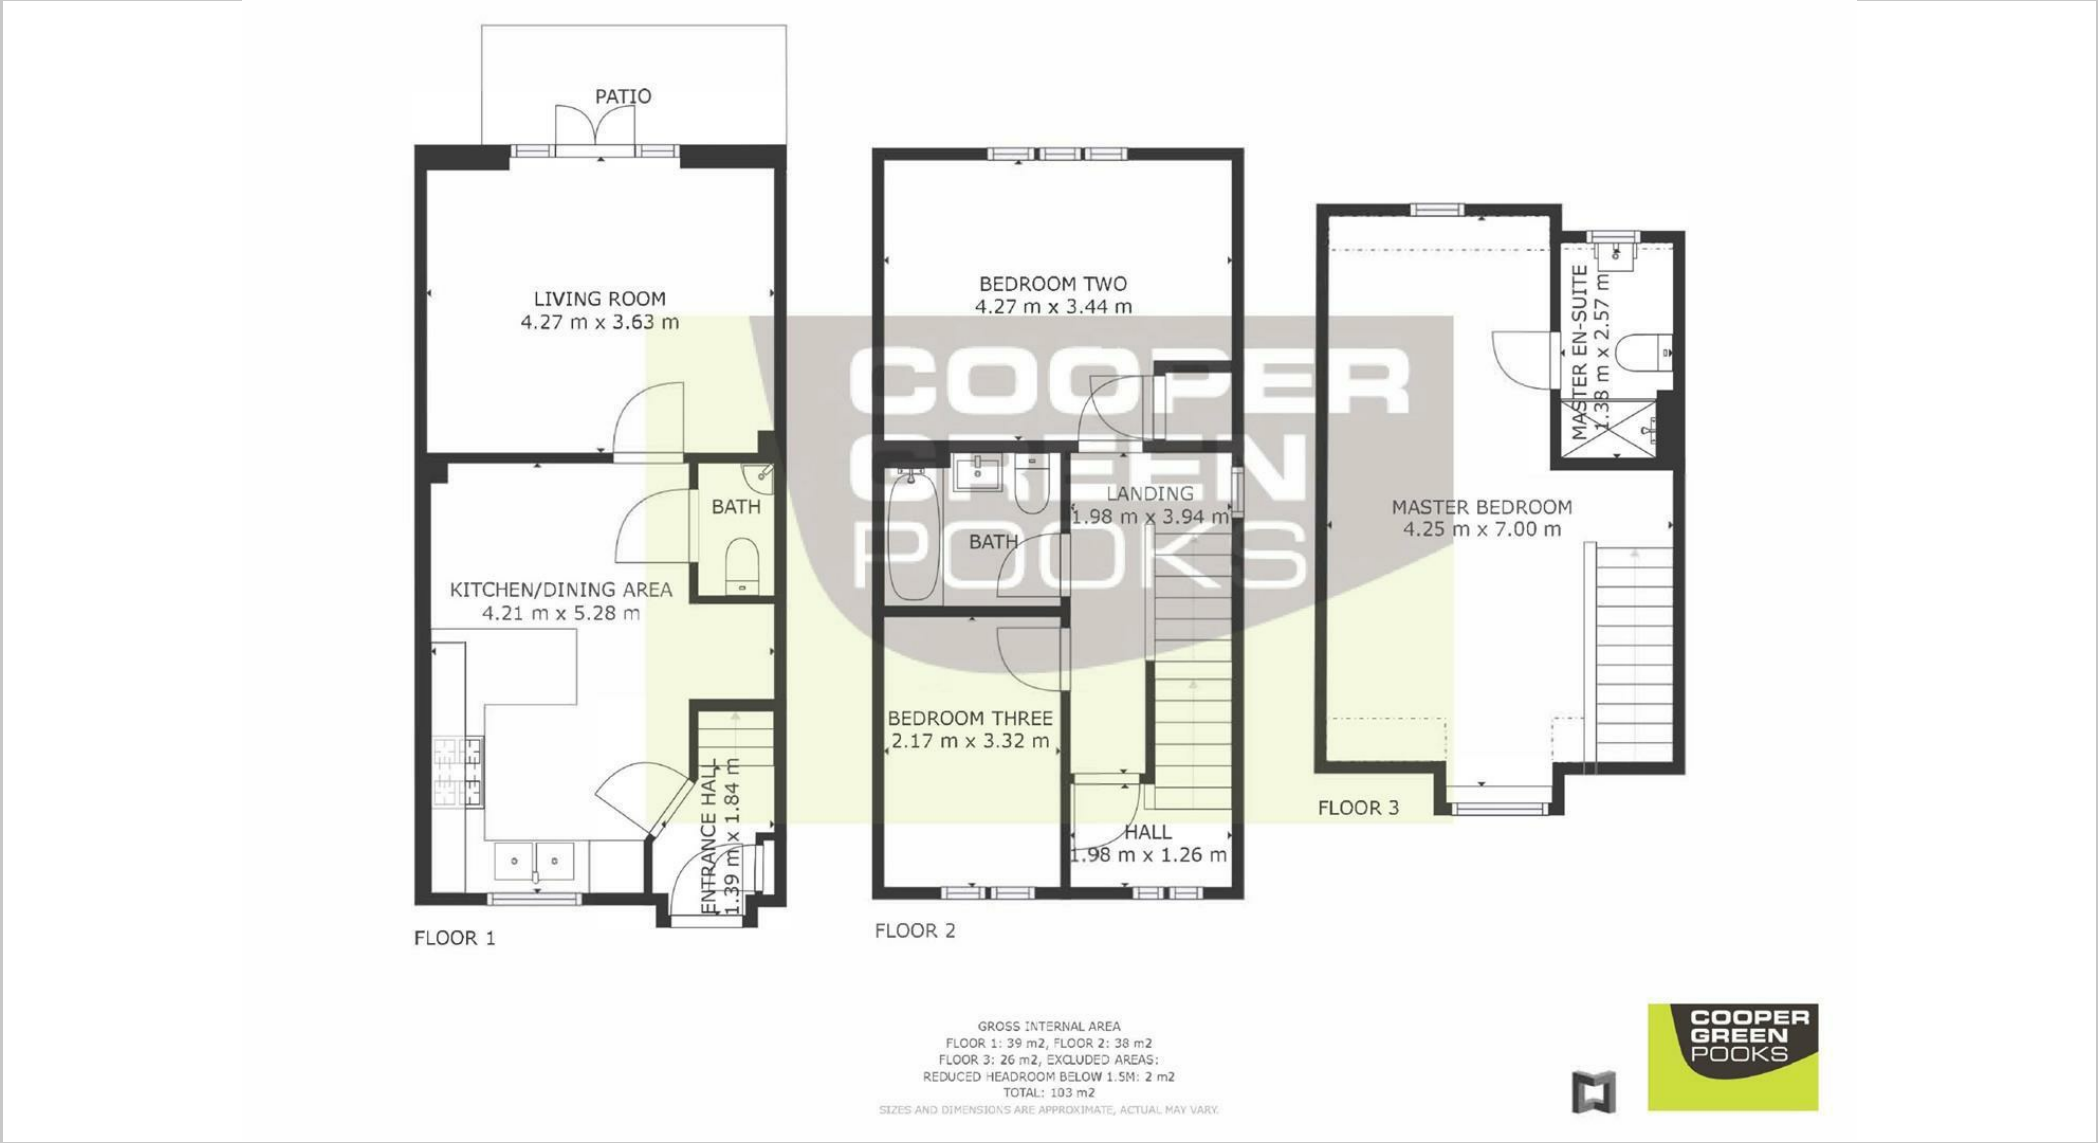 PATIO
LIVING ROOM
4.27 m x 3.63 m
BATH
KITCHEN/DINING AREA
4.21 m x 5.28 m
ENTRANCE HALL
1.39 m x 1.84 m
FLOOR 1
BEDROOM TWO
4.27 m x 3.44 m
LANDING
1.98 m x 3.94 m
BATH
BEDROOM THREE
2.17 m x 3.32 m
HALL
1.98 m x 1.26 m
FLOOR 2
MASTER EN-SUITE
1.38 m x 2.57 m
MASTER BEDROOM
4.25 m x 7.00 m
FLOOR 3
COOPER
GREEN
POOKS
GROSS INTERNAL AREA
FLOOR 1: 39 m2, FLOOR 2: 38 m2
FLOOR 3: 26 m2, EXCLUDED AREAS:
REDUCED HEADROOM BELOW 1.5M: 2 m2
TOTAL: 103 m2
SIZES AND DIMENSIONS ARE APPROXIMATE, ACTUAL MAY VARY.
COOPER
GREEN
POOKS